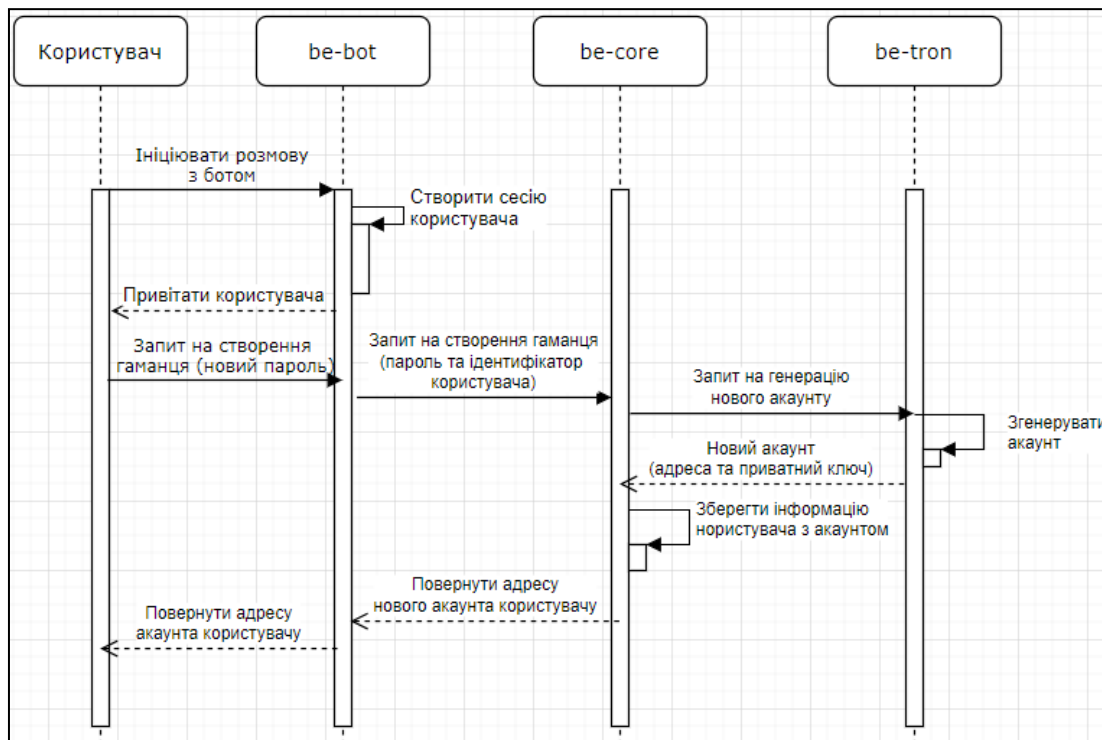 Користувач
be-bot
be-core
be-tron
Ініціювати розмову
з ботом
Створити сесію
користувача
Привітати користувача
Запит на створення
гаманця (новий пароль)
Запит на створення гаманця
(пароль та ідентифікатор
користувача)
Запит на генерацію
нового акаунту
Згенерувати
акаунт
Новий акаунт
(адреса та приватний ключ)
Зберегти інформацію
нористувача з акаунтом
Повернути адресу
нового акаунта користувачу
Повернути адресу
акаунта користувачу